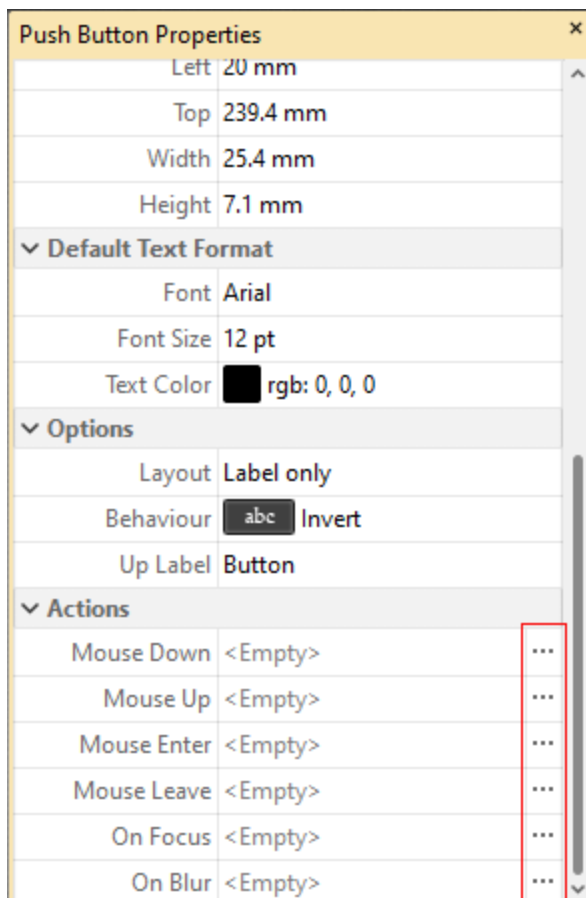 Push Button Properties ×
Left 20 mm
Top 239.4 mm
Width 25.4 mm
Height 7.1 mm
Default Text Format
Font Arial
Font Size 12 pt
Text Color rgb: 0, 0, 0
Options
Layout Label only
Behaviour abc Invert
Up Label Button
Actions
Mouse Down <Empty> ...
Mouse Up <Empty> ...
Mouse Enter <Empty> ...
Mouse Leave <Empty> ...
On Focus <Empty> ...
On Blur <Empty> ...